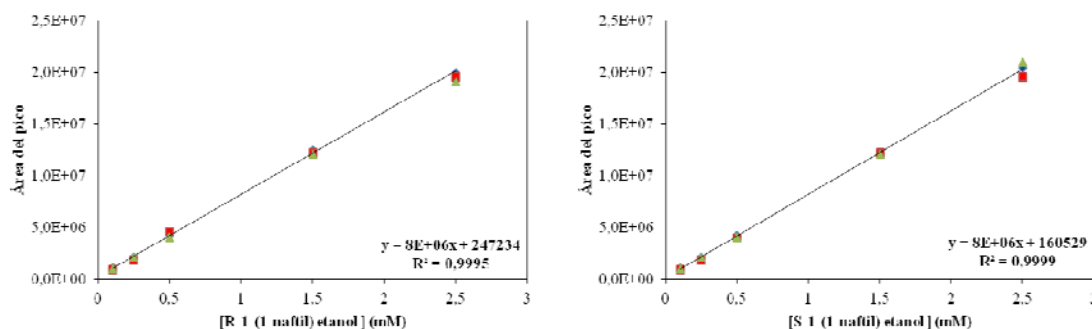 2,5E+07
2,0E+07
1,5E+07
1,0E+07
5,0E+06
0,0E+00
Área del pico
0 0.5 1 1.5 2 2.5 3
[R 1 (1 naftil) etanol] (mM)
y = 8E+06x + 247234
R² = 0,9995
2,5E+07
2,0E+07
1,5E+07
1,0E+07
5,0E+06
0,0E+00
Área del pico
0 0.5 1 1.5 2 2.5 3
[S 1 (1 naftil) etanol] (mM)
y = 8E+06x + 160529
R² = 0,9999